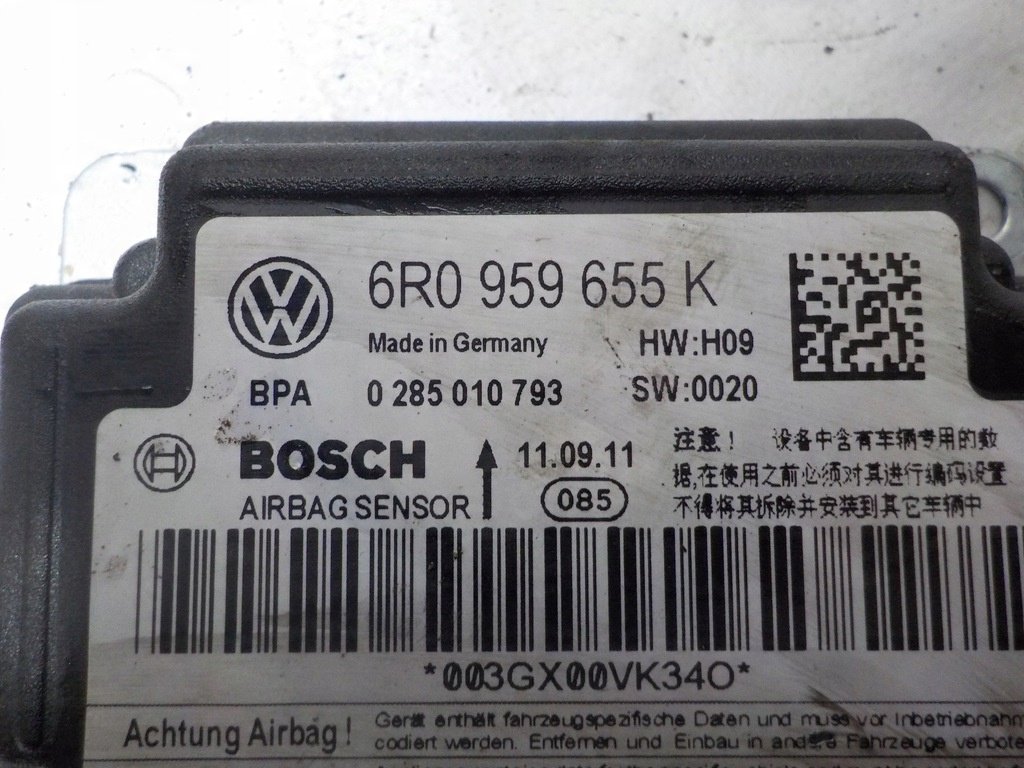 6R0 959 655 K
Made in Germany HW:H09
BPA 0 285 010 793 SW:0020
BOSCH
AIRBAG SENSOR
11.09.11
085
注意！ 设备中含有车辆专用的数
据,在使用之前必须对其进行编码设置
不得将其拆除并安装到其它车辆中
*003GX00VK34O*
Achtung Airbag!
Gerät enthält fahrzeugspezifische Daten und muss vor Inbetriebnahm
codiert werden. Entfernen und Einbau in andere Fahrzeuge verbote